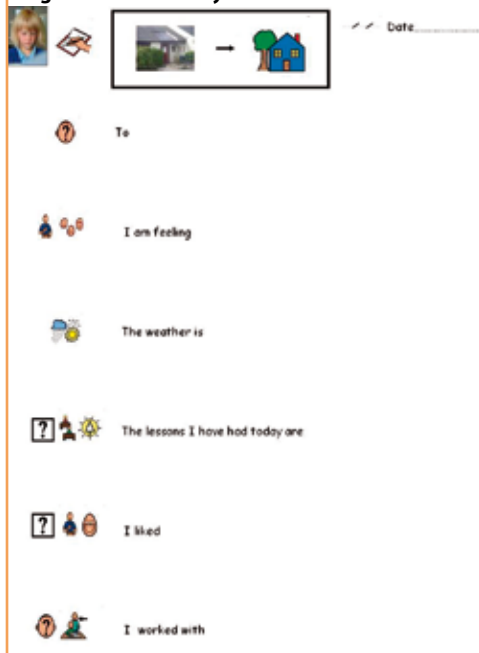 Date
To
I am feeling
The weather is
The lessons I have had today are
I liked
I worked with